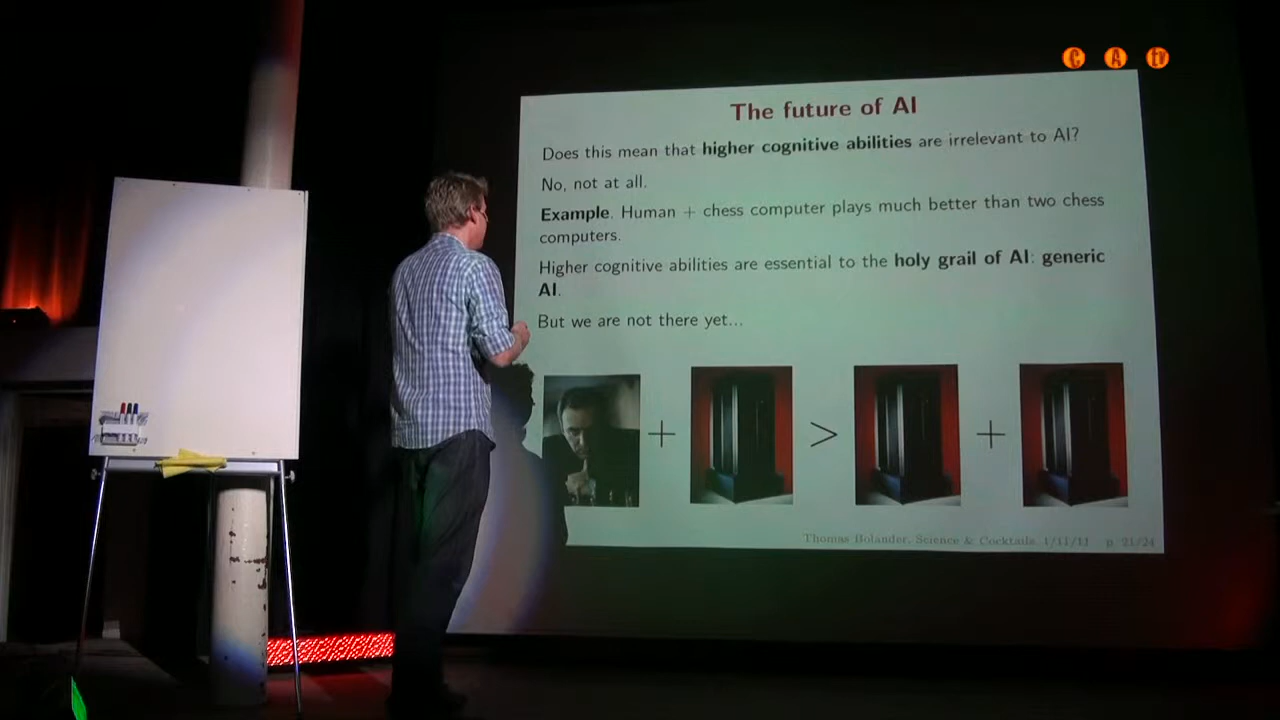 C A tv
The future of AI
Does this mean that higher cognitive abilities are irrelevant to AI?
No, not at all.
Example. Human + chess computer plays much better than two chess
computers.
Higher cognitive abilities are essential to the holy grail of AI: generic
AI.
But we are not there yet...
+ > +
Thomas Bolander, Science & Cocktails 1/11/11 p 21/24